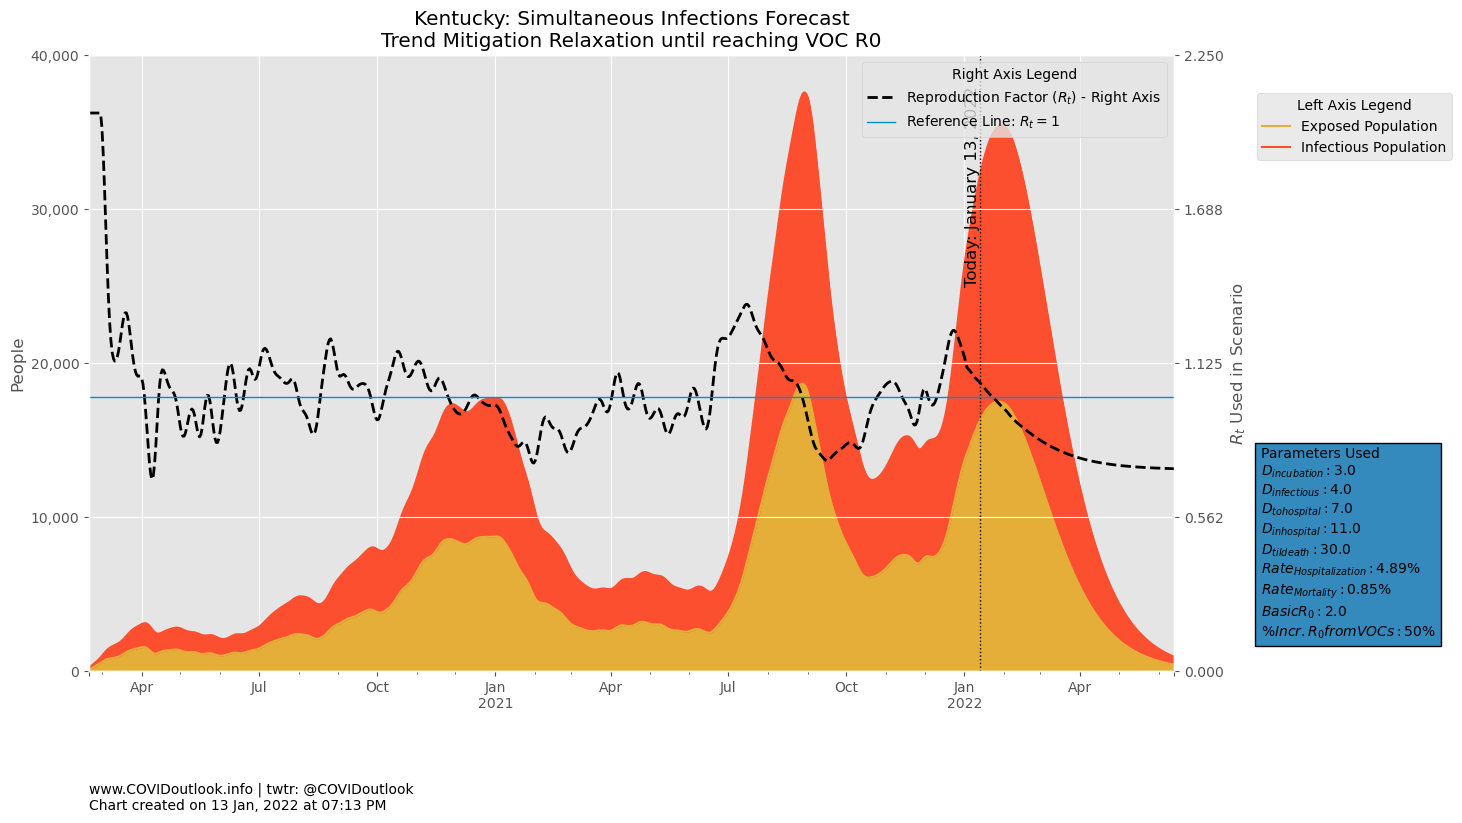 Kentucky: Simultaneous Infections Forecast
Trend Mitigation Relaxation until reaching VOC R0
Right Axis Legend
Reproduction Factor (Rt) - Right Axis
Reference Line: Rt = 1
Left Axis Legend
Exposed Population
Infectious Population
Today: January 13, 2022
People
40,000
30,000
20,000
10,000
0
2.250
1.688
1.125
0.562
0.000
Rt Used in Scenario
Apr
Jul
Oct
Jan
2021
Apr
Jul
Oct
Jan
2022
Apr
Parameters Used
Dincubation : 3.0
Dinfectious : 4.0
Dtohospital : 7.0
Dinhospital : 11.0
Dtildeath : 30.0
RateHospitalization : 4.89%
RateMortality : 0.85%
BasicR0 : 2.0
%Incr. R0fromVOCs : 50%
www.COVIDoutlook.info | twtr: @COVIDoutlook
Chart created on 13 Jan, 2022 at 07:13 PM